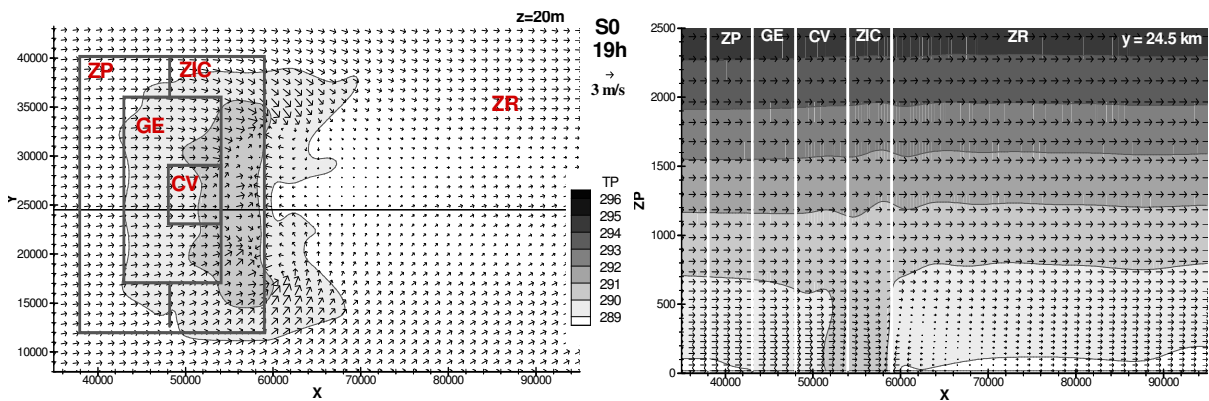 z=20m
S0
19h
3 m/s
ZP
ZIC
GE
CV
ZR
40000
35000
30000
25000
20000
15000
10000
Y
40000
50000
60000
70000
80000
90000
X
TP
296
295
294
293
292
291
290
289
2500
2000
1500
1000
500
0
ZP
ZP
GE
CV
ZIC
ZR
y = 24.5 km
40000
50000
60000
70000
80000
90000
X